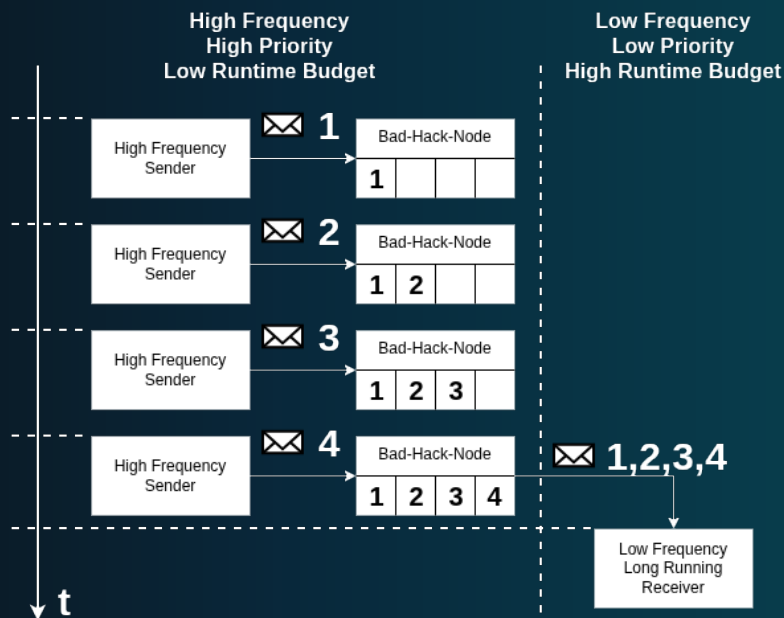 High Frequency
High Priority
Low Runtime Budget
Low Frequency
Low Priority
High Runtime Budget
High Frequency
Sender
1
Bad-Hack-Node
1
High Frequency
Sender
2
Bad-Hack-Node
1 2
High Frequency
Sender
3
Bad-Hack-Node
1 2 3
High Frequency
Sender
4
Bad-Hack-Node
1 2 3 4
1,2,3,4
Low Frequency
Long Running
Receiver
t